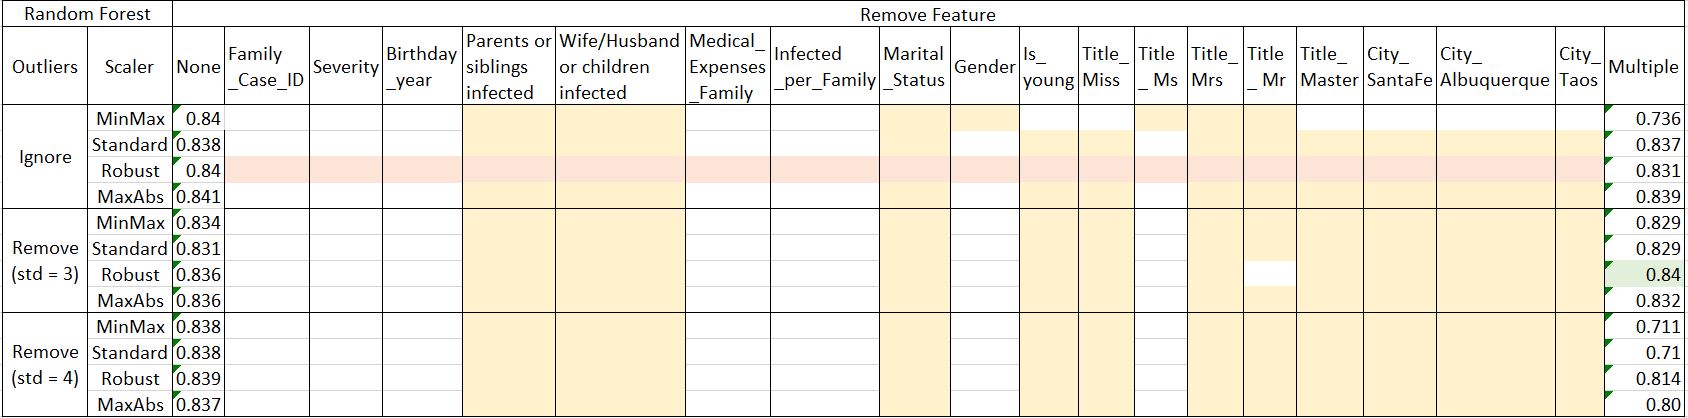 Random Forest Remove Feature
Outliers Scaler None Family _Case_ID Severity Birthday _year Parents or siblings infected Wife/Husband or children infected Medical_ Expenses _Family Infected _per_Family Marital _Status Gender Is_ young Title_ Miss Title _ Ms Title_ Mrs Title _ Mr Title_ Master City_ SantaFe City_ Albuquerque City_ Taos Multiple
Ignore
MinMax 0.84 0.736
Standard 0.838 0.837
Robust 0.84 0.831
MaxAbs 0.841 0.839
Remove (std = 3)
MinMax 0.834 0.829
Standard 0.831 0.829
Robust 0.836 0.84
MaxAbs 0.836 0.832
Remove (std = 4)
MinMax 0.838 0.711
Standard 0.838 0.71
Robust 0.839 0.814
MaxAbs 0.837 0.80